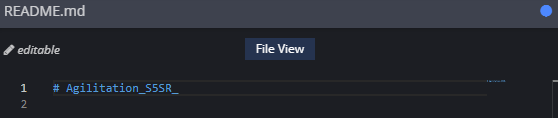 README.md
editable
File View
1 # Agilitation_S5SR_
2